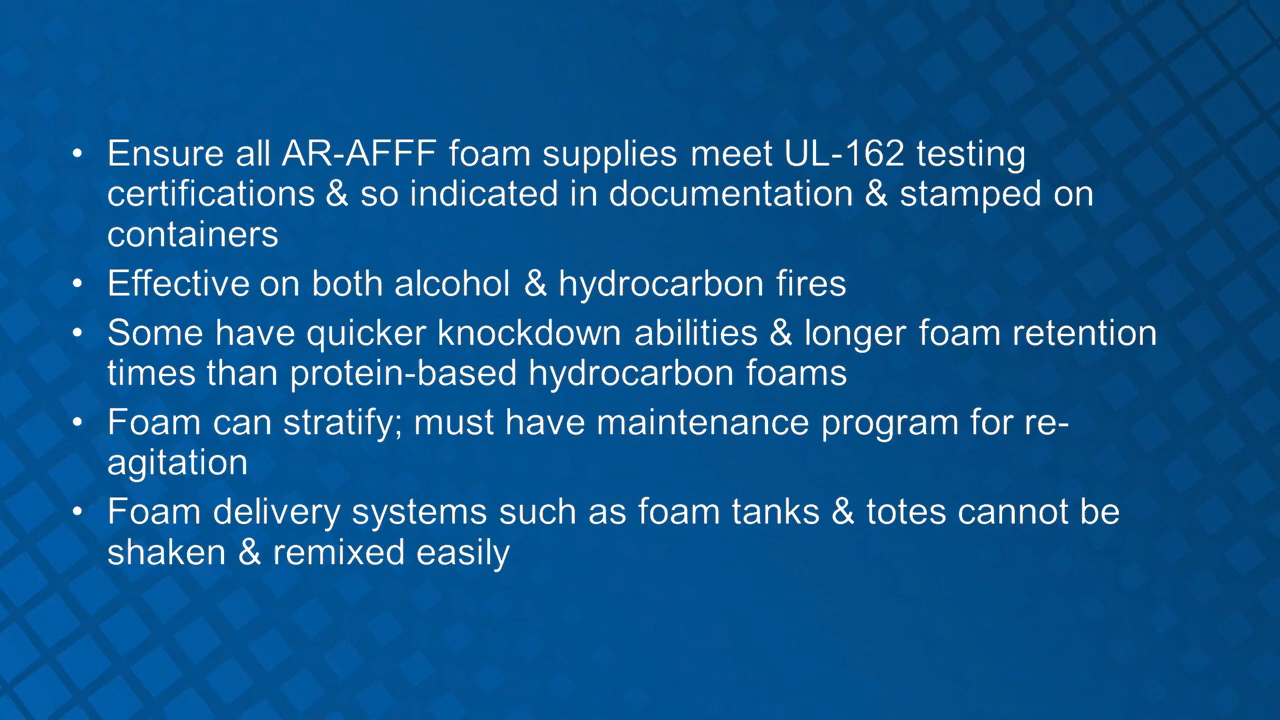 • Ensure all AR-AFFF foam supplies meet UL-162 testing
certifications & so indicated in documentation & stamped on
containers
• Effective on both alcohol & hydrocarbon fires
• Some have quicker knockdown abilities & longer foam retention
times than protein-based hydrocarbon foams
• Foam can stratify; must have maintenance program for re-
agitation
• Foam delivery systems such as foam tanks & totes cannot be
shaken & remixed easily